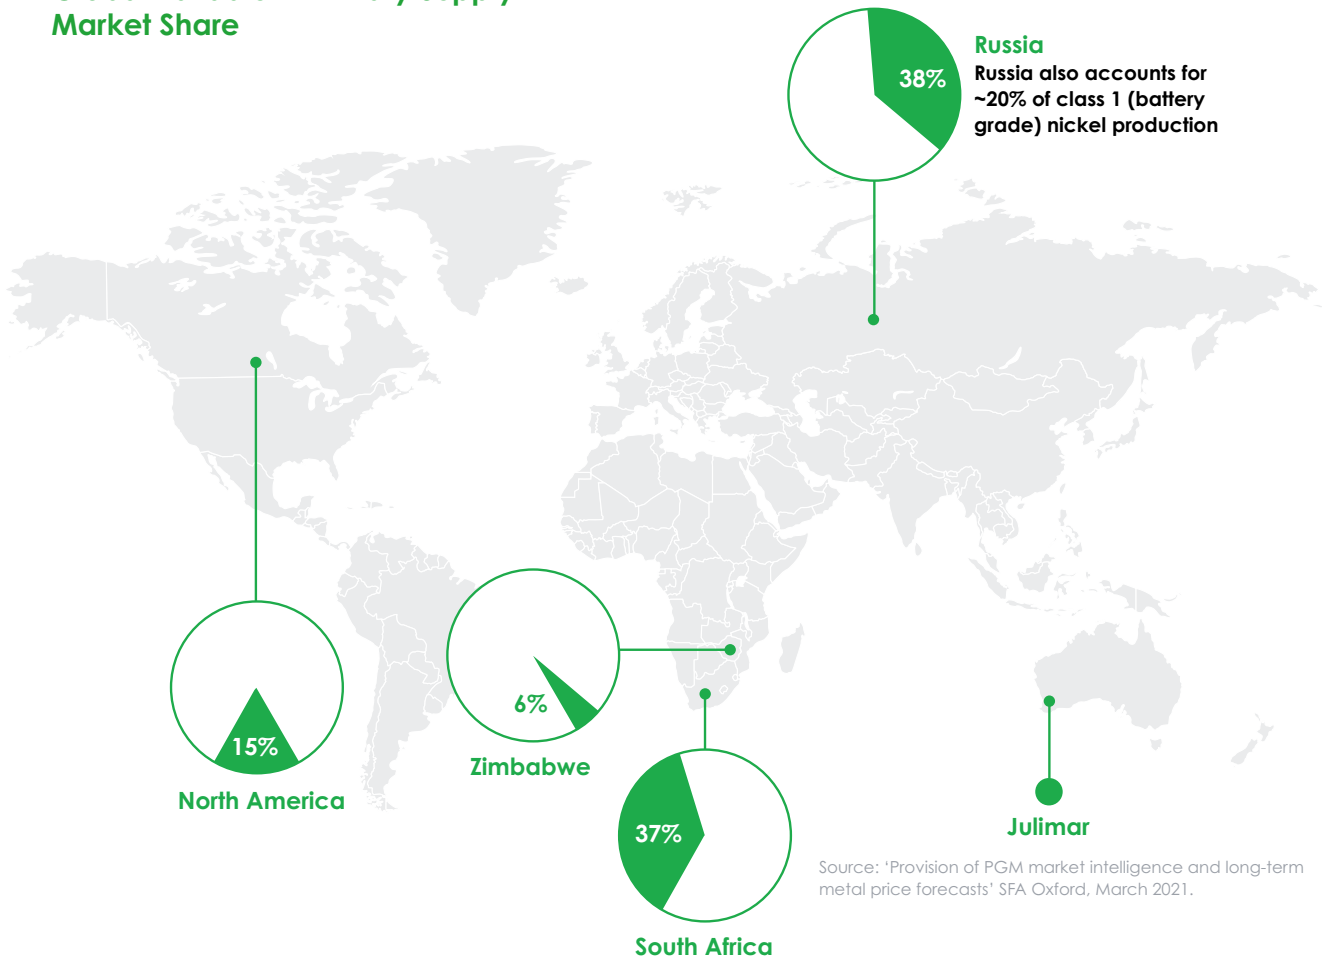 Market Share
Russia
Russia also accounts for
~20% of class 1 (battery
grade) nickel production
38%
15%
North America
6%
Zimbabwe
37%
South Africa
Julimar
Source: ‘Provision of PGM market intelligence and long-term
metal price forecasts’ SFA Oxford, March 2021.